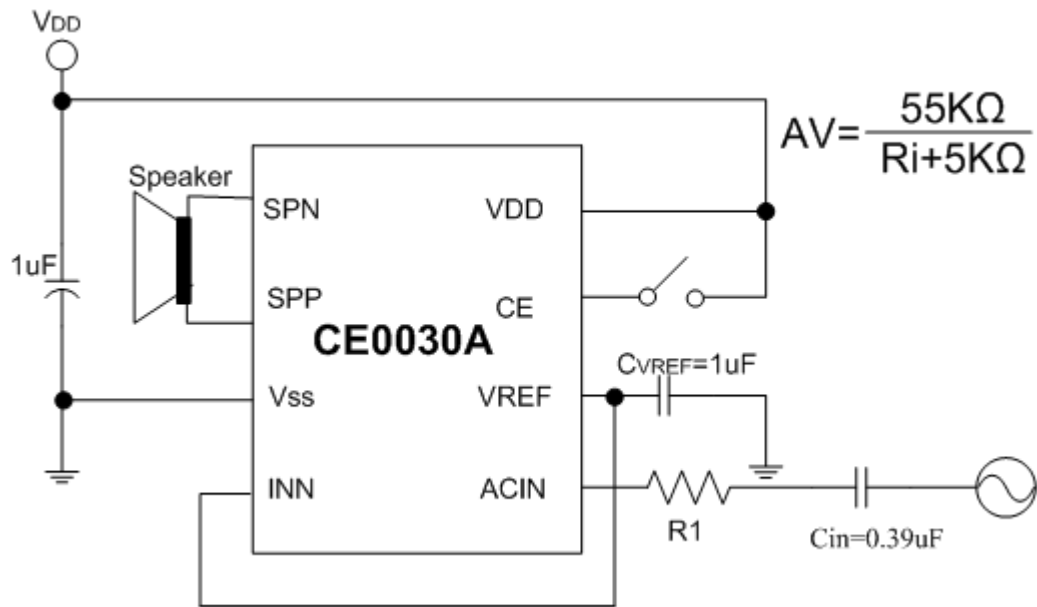 VDD
AV=55KΩ/Ri+5KΩ
Speaker
SPN
VDD
1uF
SPP
CE
CE0030A
CVREF=1uF
Vss
VREF
INN
ACIN
R1
Cin=0.39uF